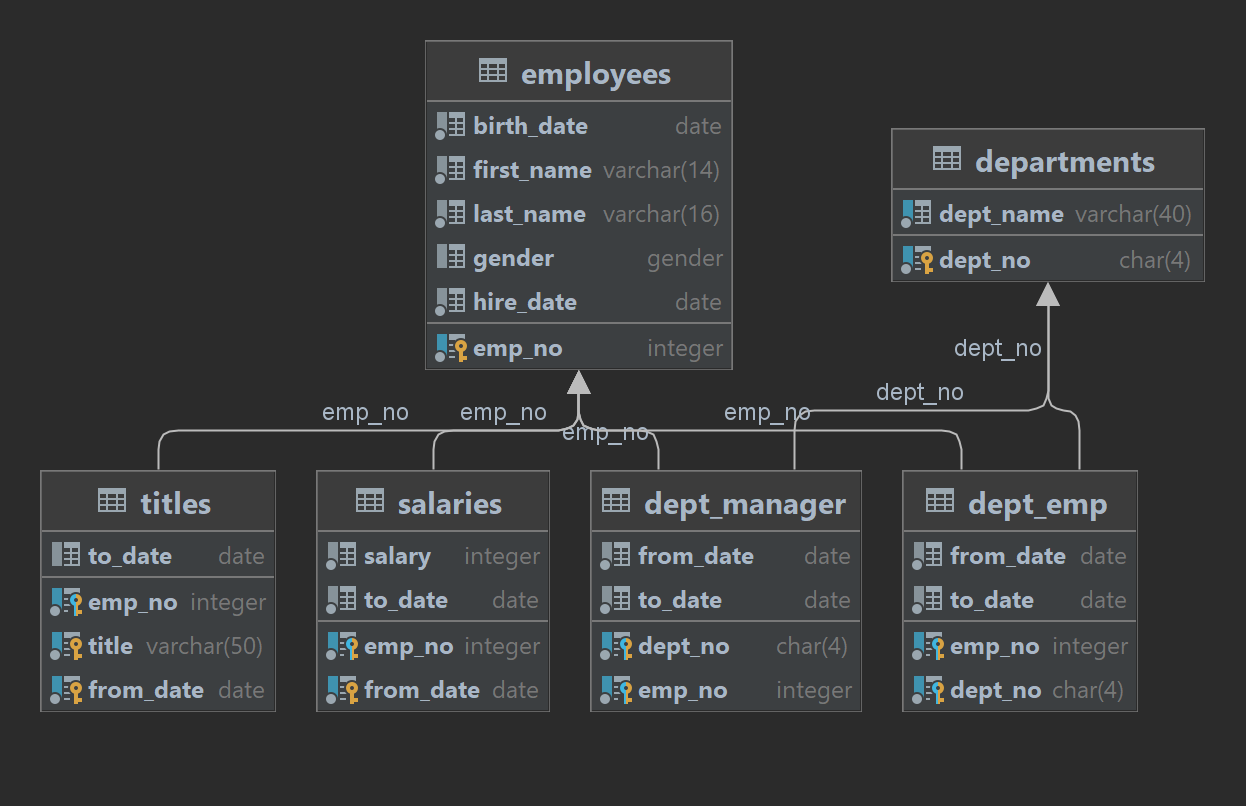 employees
birth_date date
first_name varchar(14)
last_name varchar(16)
gender gender
hire_date date
emp_no integer
departments
dept_name varchar(40)
dept_no char(4)
dept_no
dept_no
emp_no
emp_no
emp_no
emp_no
titles
to_date date
emp_no integer
title varchar(50)
from_date date
salaries
salary integer
to_date date
emp_no integer
from_date date
dept_manager
from_date date
to_date date
dept_no char(4)
emp_no integer
dept_emp
from_date date
to_date date
emp_no integer
dept_no char(4)